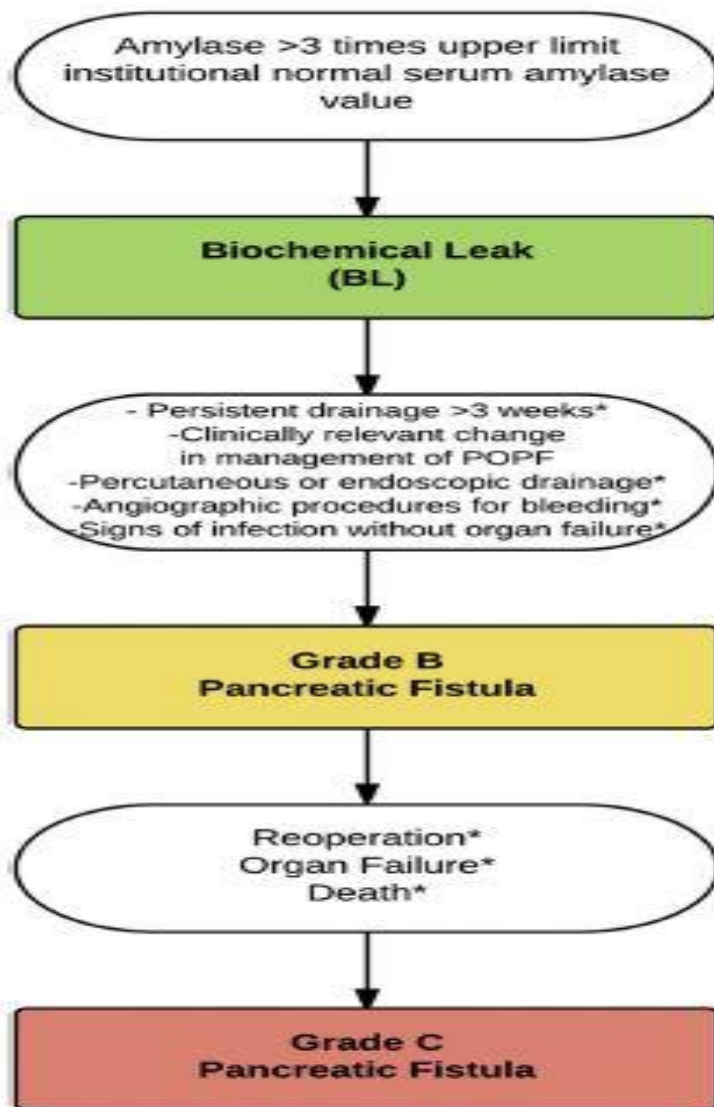 Amylase >3 times upper limit
institutional normal serum amylase
value
Biochemical Leak
(BL)
- Persistent drainage >3 weeks*
-Clinically relevant change
in management of POPF
-Percutaneous or endoscopic drainage*
-Angiographic procedures for bleeding*
-Signs of infection without organ failure*
Grade B
Pancreatic Fistula
Reoperation*
Organ Failure*
Death*
Grade C
Pancreatic Fistula